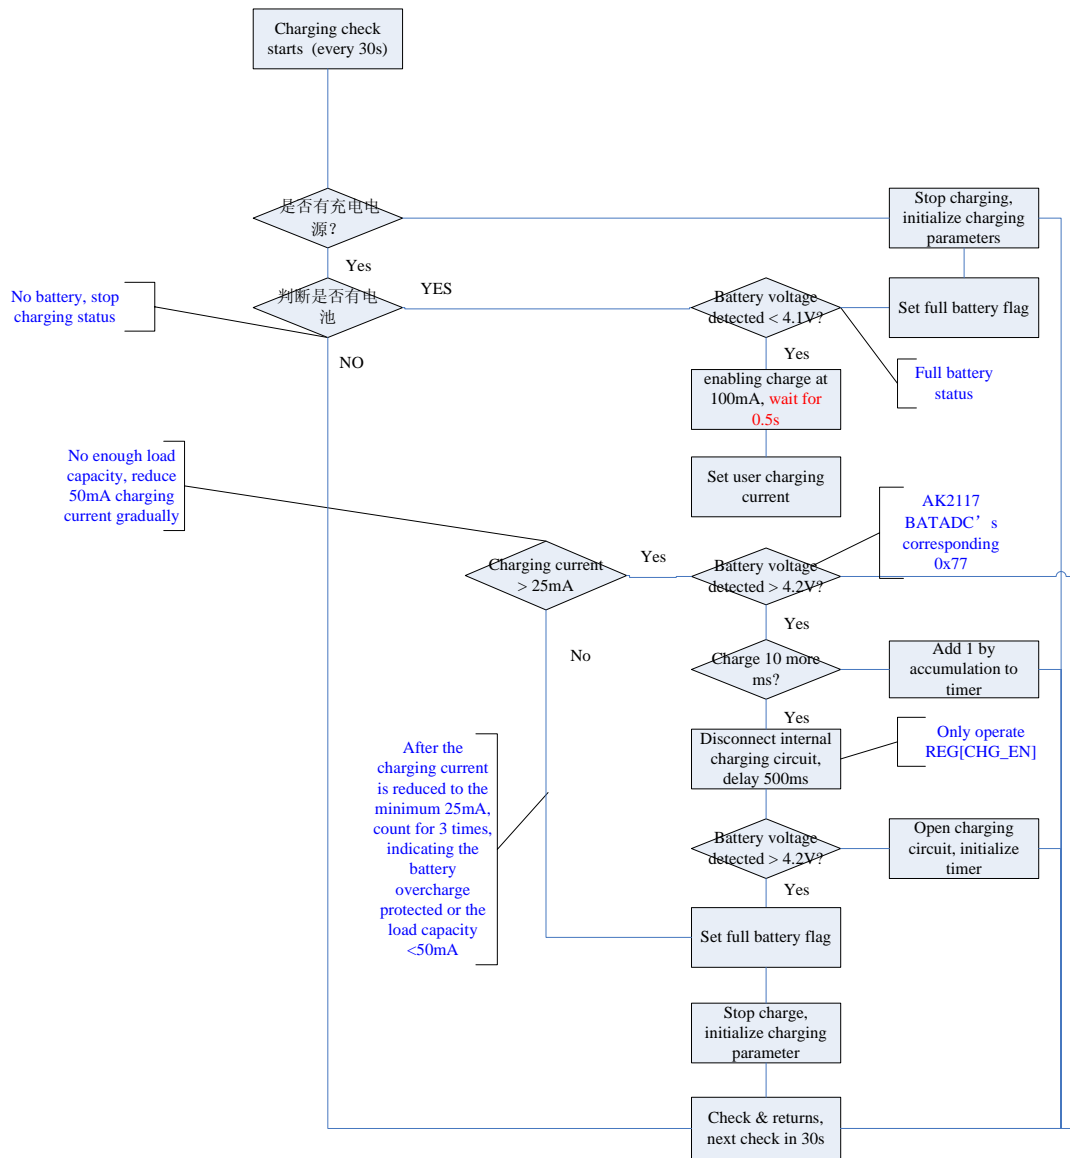 Charging check
starts  (every 30s)
是否有充电电
源?
Stop charging,
initialize charging
parameters
Yes
No battery, stop
charging status
判断是否有电
池
YES
Battery voltage
detected < 4.1V?
Set full battery flag
NO
Yes
Full battery
status
enabling charge at
100mA, wait for
0.5s
No enough load
capacity, reduce
50mA charging
current gradually
Set user charging
current
AK2117
BATADC’s
corresponding
0x77
Charging current
> 25mA
Yes
Battery voltage
detected > 4.2V?
Yes
No
Charge 10 more
ms?
Add 1 by
accumulation to
timer
Yes
Disconnect internal
charging circuit,
delay 500ms
Only operate
REG[CHG_EN]
After the
charging current
is reduced to the
minimum 25mA,
count for 3 times,
indicating the
battery
overcharge
protected or the
load capacity
<50mA
Battery voltage
detected > 4.2V?
Open charging
circuit, initialize
timer
Yes
Set full battery flag
Stop charge,
initialize charging
parameter
Check & returns,
next check in 30s